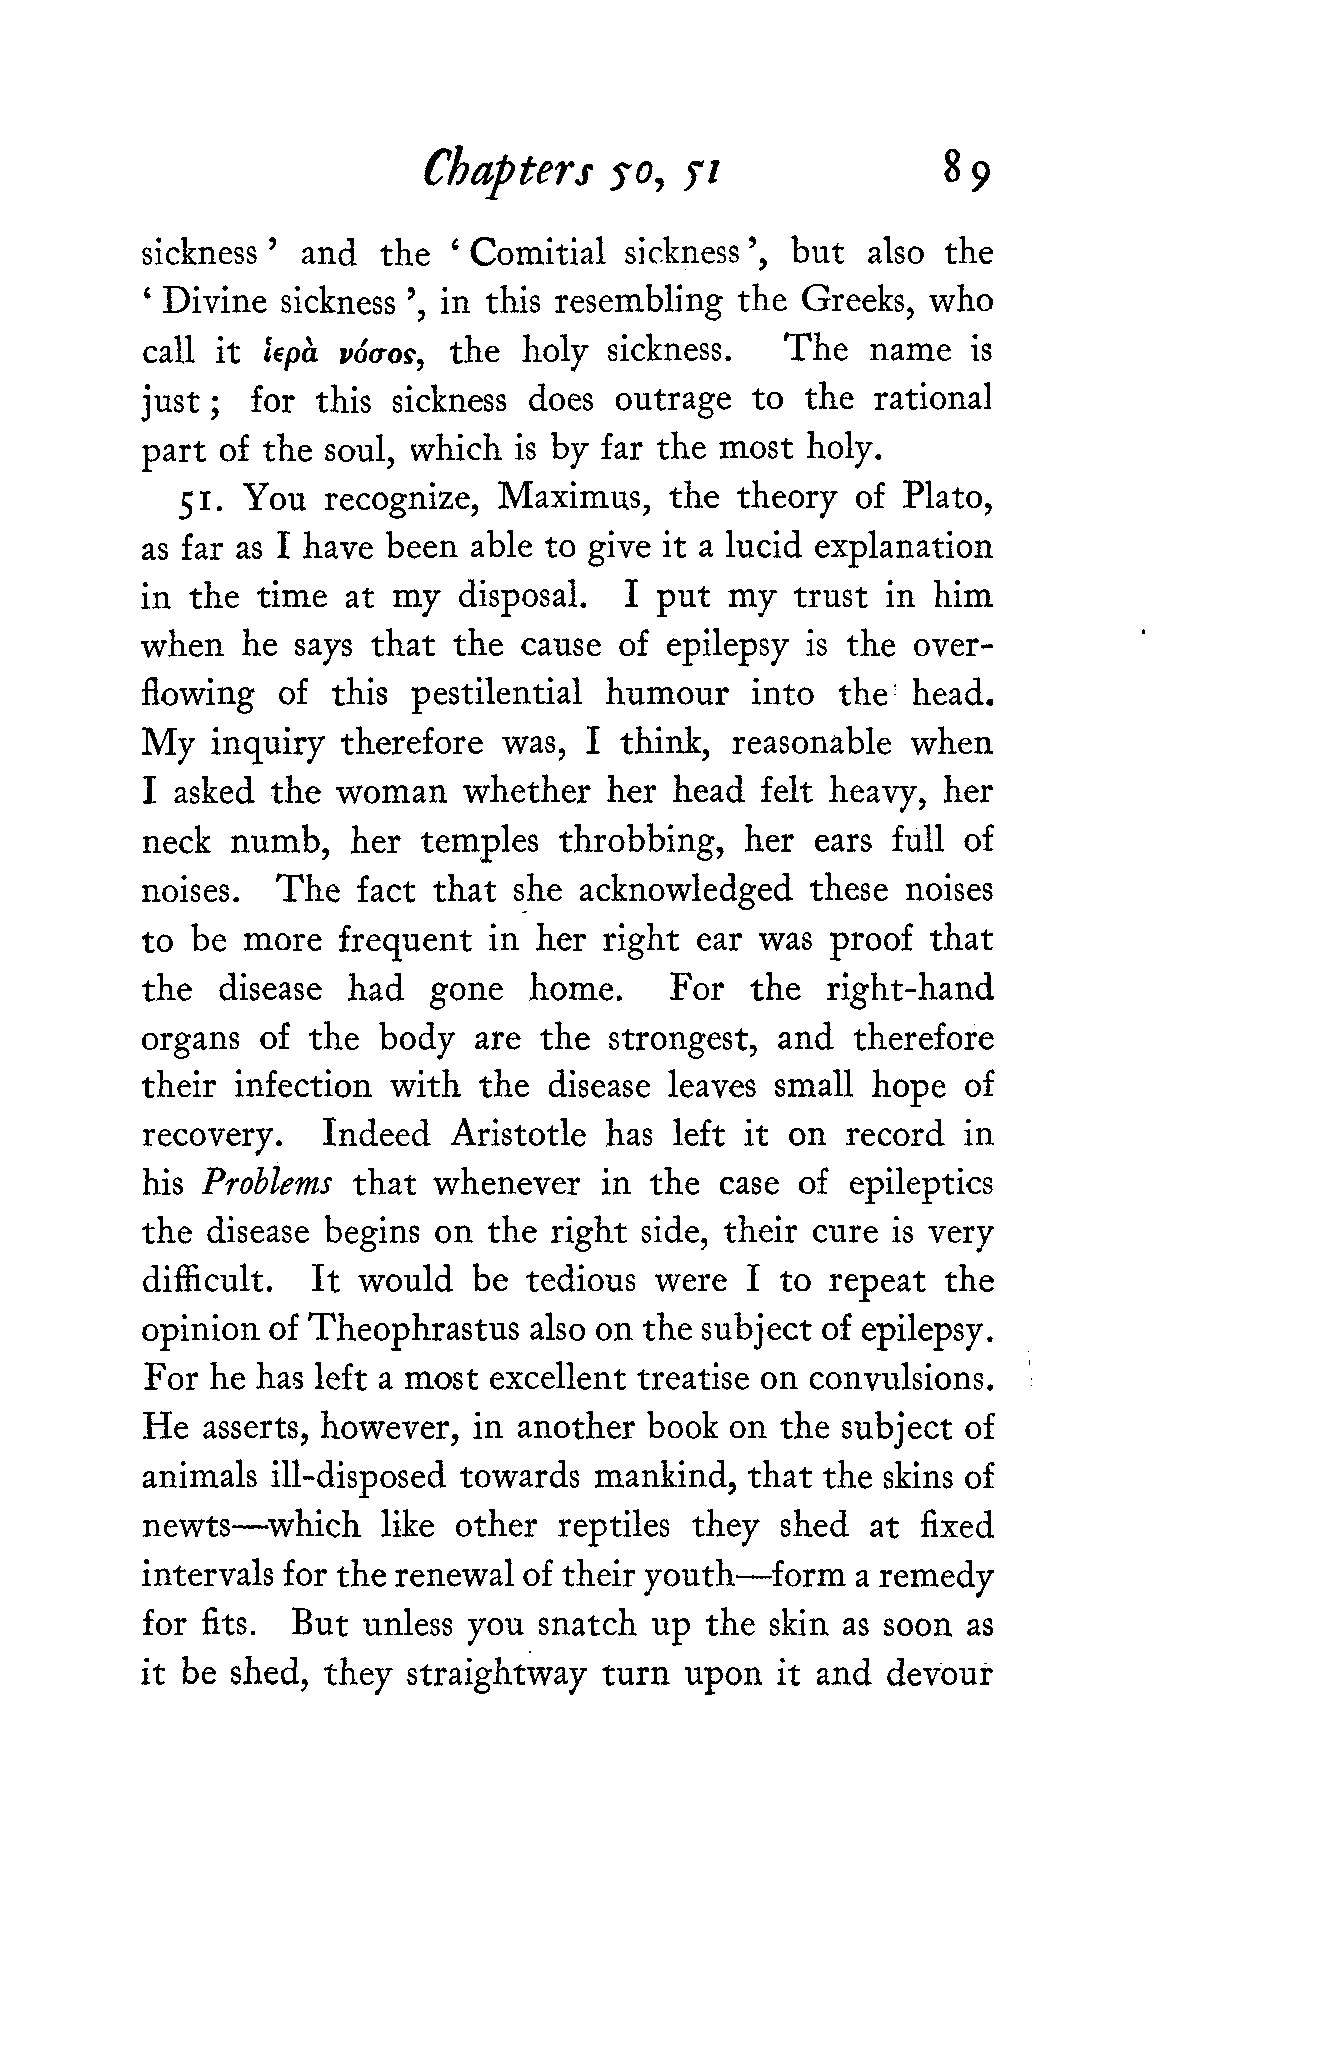 Chapters 50, 51 89
sickness ' and the ' Comitial sickness ', but also the
' Divine sickness ', in this resembling the Greeks, who
call it ἱερὰ νόσος, the holy sickness. The name is
just ; for this sickness does outrage to the rational
part of the soul, which is by far the most holy.
51. You recognize, Maximus, the theory of Plato,
as far as I have been able to give it a lucid explanation
in the time at my disposal. I put my trust in him
when he says that the cause of epilepsy is the over-
flowing of this pestilential humour into the head.
My inquiry therefore was, I think, reasonable when
I asked the woman whether her head felt heavy, her
neck numb, her temples throbbing, her ears full of
noises. The fact that she acknowledged these noises
to be more frequent in her right ear was proof that
the disease had gone home. For the right-hand
organs of the body are the strongest, and therefore
their infection with the disease leaves small hope of
recovery. Indeed Aristotle has left it on record in
his Problems that whenever in the case of epileptics
the disease begins on the right side, their cure is very
difficult. It would be tedious were I to repeat the
opinion of Theophrastus also on the subject of epilepsy.
For he has left a most excellent treatise on convulsions.
He asserts, however, in another book on the subject of
animals ill-disposed towards mankind, that the skins of
newts—which like other reptiles they shed at fixed
intervals for the renewal of their youth—form a remedy
for fits. But unless you snatch up the skin as soon as
it be shed, they straightway turn upon it and devour